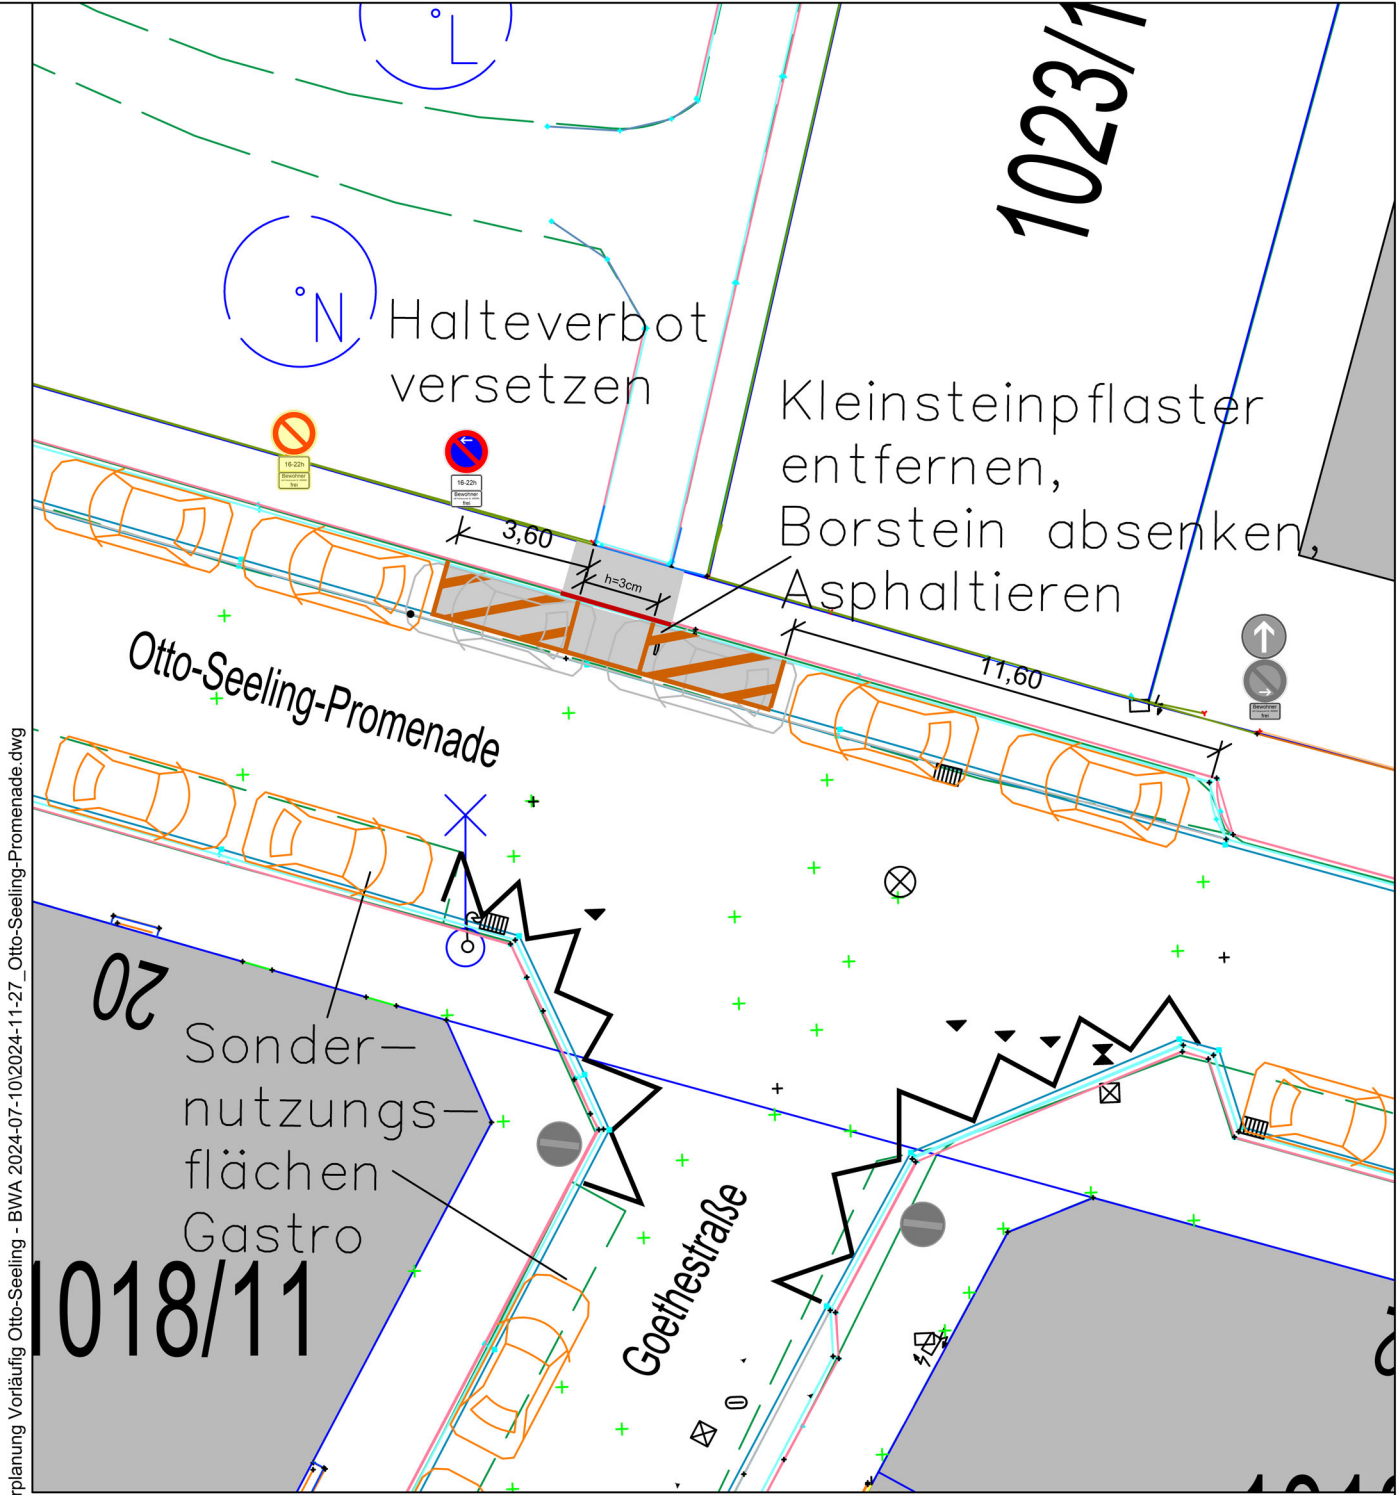 L
1023/1
N
Halteverbot
versetzen
Kleinsteinpflaster
entfernen,
Borstein absenken,
Asphaltieren
16-22h
Bewohner
frei
16-22h
Bewohner
frei
3,60
h=3cm
11,60
Bewohner
frei
Otto-Seeling-Promenade
20
Sonder-
nutzungs-
flächen
Gastro
1018/11
Goethestraße
rplanung Vorläufig Otto-Seeling - BWA 2024-07-10\2024-11-27_Otto-Seeling-Promenade.dwg